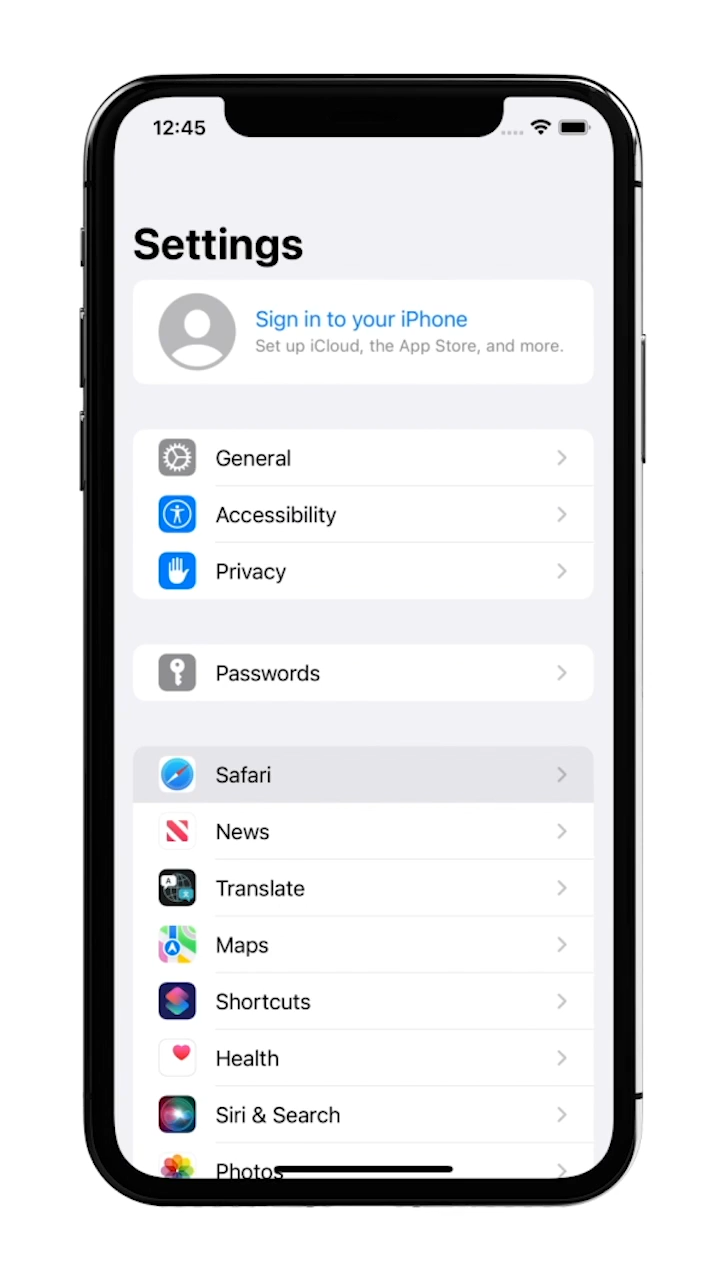 12:45
Settings
Sign in to your iPhone
Set up iCloud, the App Store, and more.
General
Accessibility
Privacy
Passwords
Safari
News
Translate
Maps
Shortcuts
Health
Siri & Search
Photos